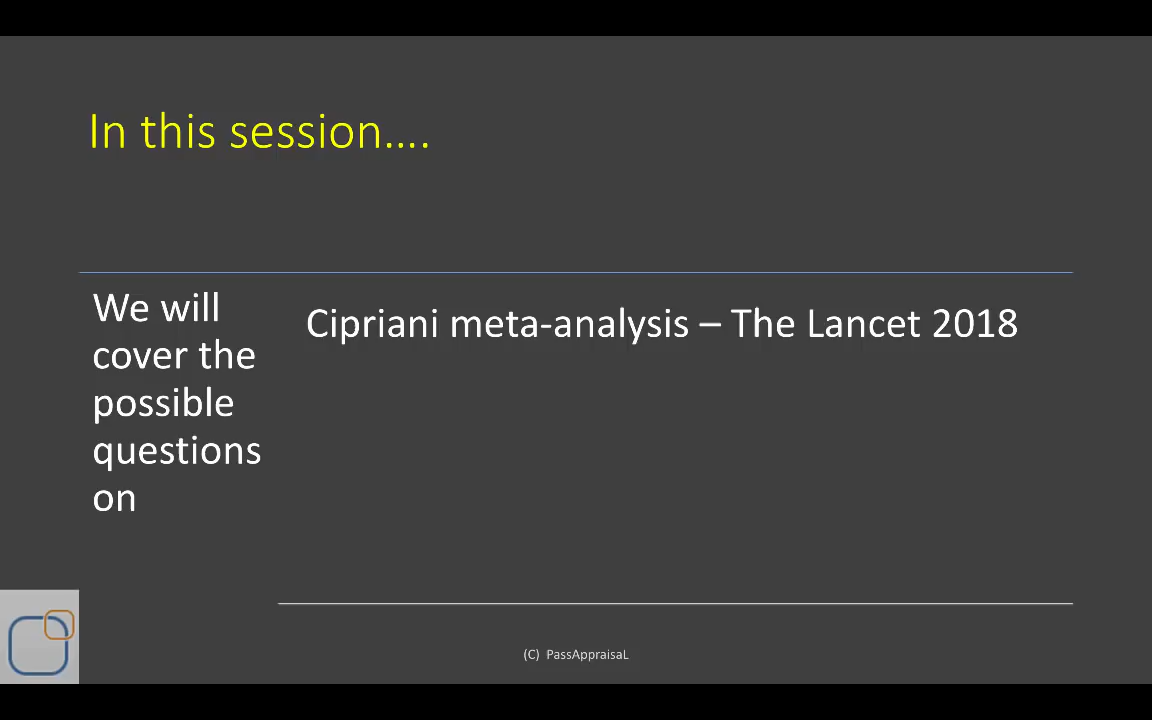 In this session....
We will
cover the
possible
questions
on
Cipriani meta-analysis – The Lancet 2018
(C) PassAppraisaL